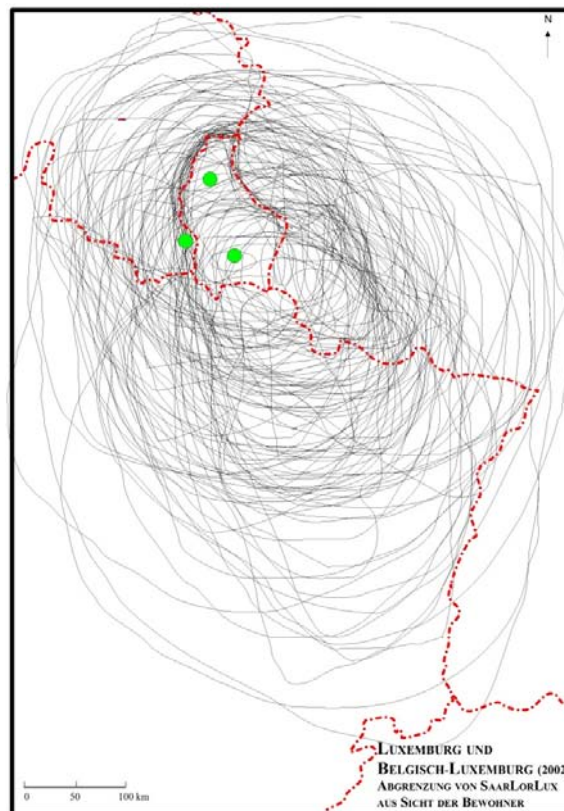 N
LUXEMBURG UND
BELGISCH-LUXEMBURG (2002
ABGRENZUNG VON SAARLORLUX
AUS SICHT DER BEWOHNER
0 50 100 km